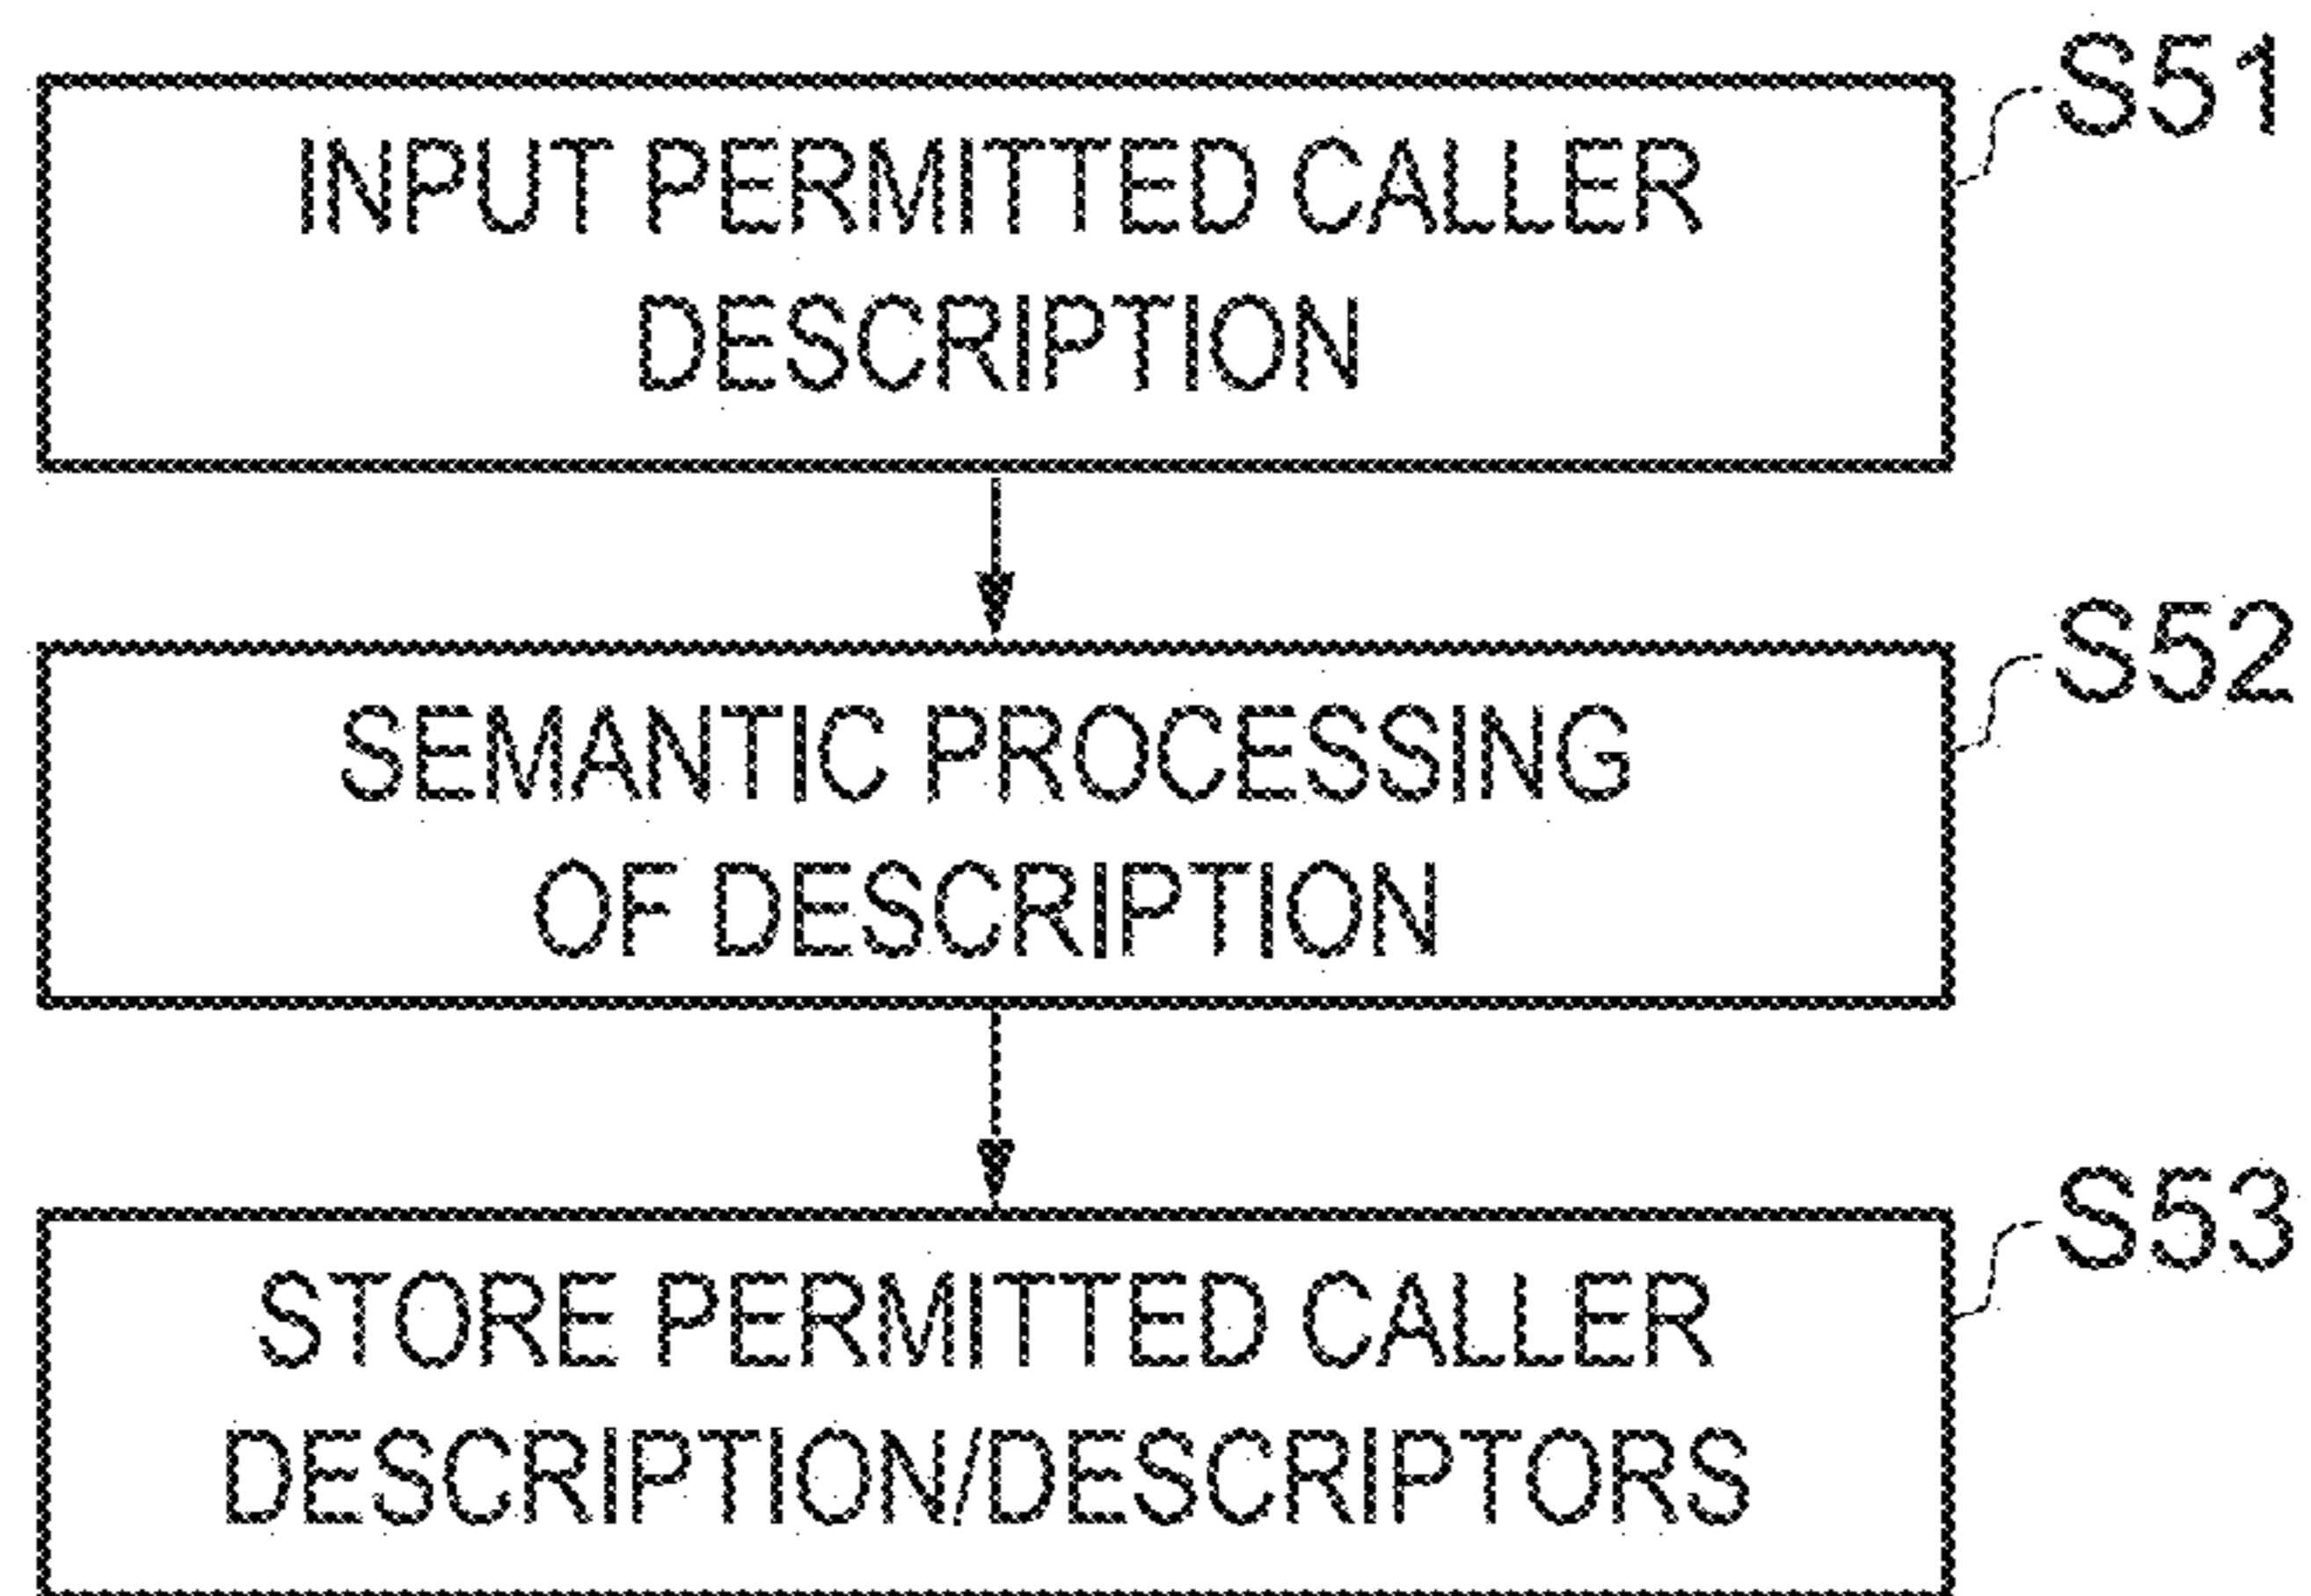 S51
INPUT PERMITTED CALLER
DESCRIPTION
S52
SEMANTIC PROCESSING
OF DESCRIPTION
S53
STORE PERMITTED CALLER
DESCRIPTION/DESCRIPTORS